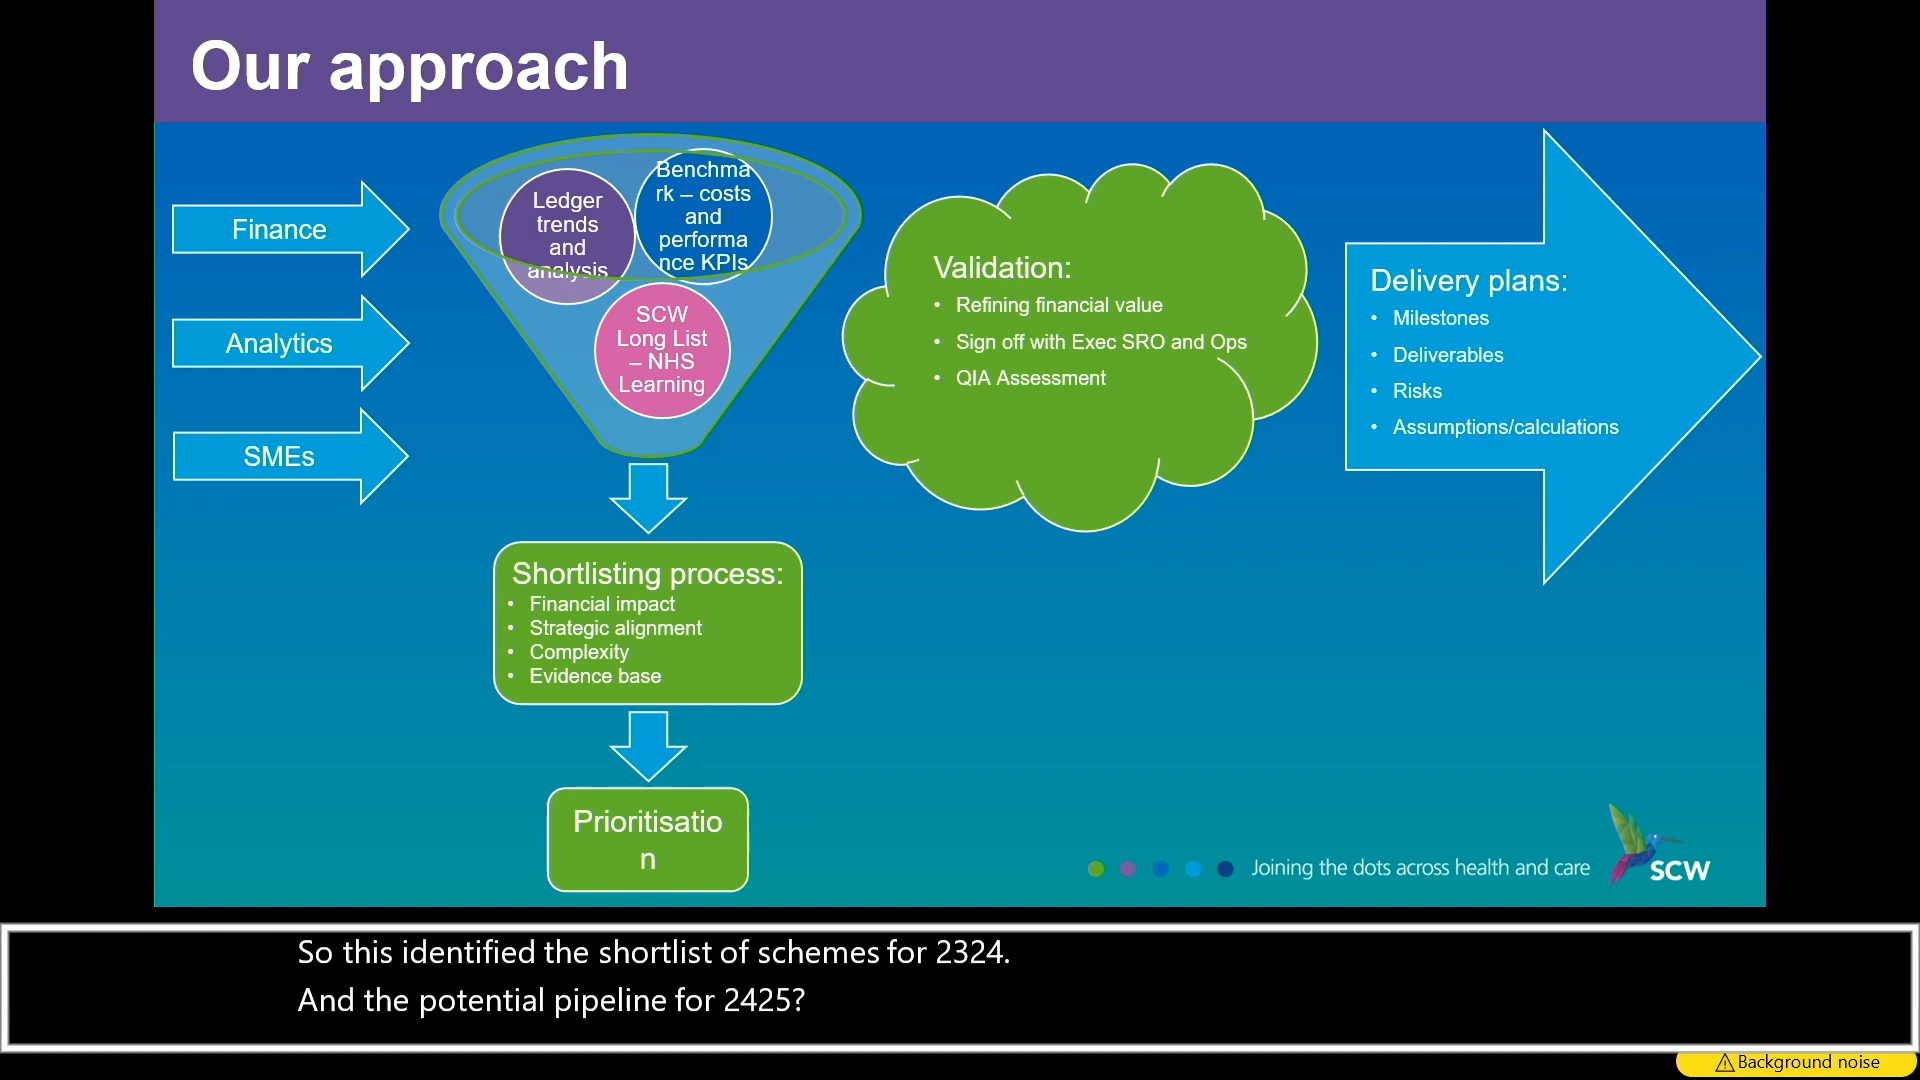 Our approach
Finance
Analytics
SMEs
Ledger
trends
and
analysis
Benchma
rk – costs
and
performa
nce KPIs
SCW
Long List
– NHS
Learning
Shortlisting process:
• Financial impact
• Strategic alignment
• Complexity
• Evidence base
Prioritisatio
n
Validation:
• Refining financial value
• Sign off with Exec SRO and Ops
• QIA Assessment
Delivery plans:
• Milestones
• Deliverables
• Risks
• Assumptions/calculations
Joining the dots across health and care
SCW
So this identified the shortlist of schemes for 2324.
And the potential pipeline for 2425?
⚠ Background noise